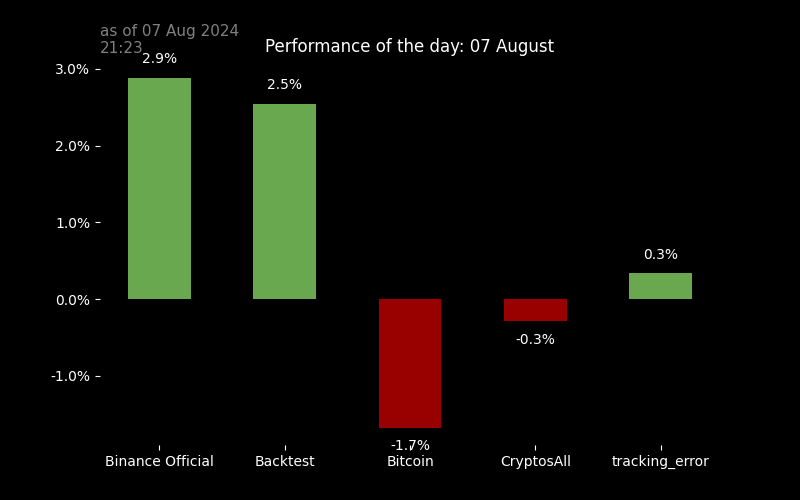 as of 07 Aug 2024
21:23
Performance of the day: 07 August
3.0%
2.0%
1.0%
0.0%
-1.0%
2.9%
2.5%
-1.7%
-0.3%
0.3%
Binance Official
Backtest
Bitcoin
CryptosAll
tracking_error